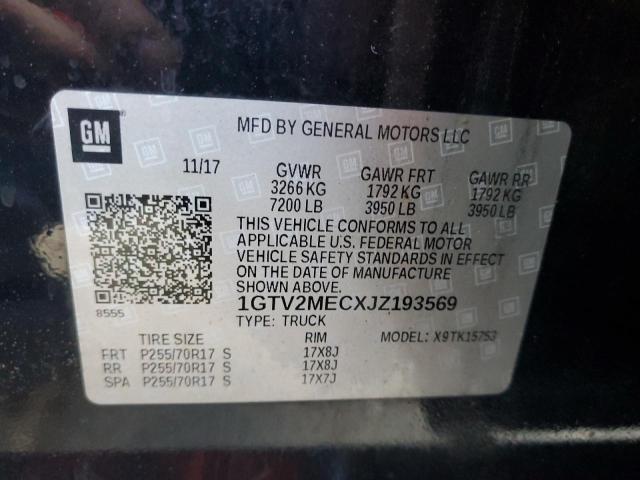 GM
MFD BY GENERAL MOTORS LLC
11/17 GVWR GAWR FRT GAWR RR
3266 KG 1792 KG 1792 KG
7200 LB 3950 LB 3950 LB
THIS VEHICLE CONFORMS TO ALL
APPLICABLE U.S. FEDERAL MOTOR
VEHICLE SAFETY STANDARDS IN EFFECT
ON THE DATE OF MANUFACTURE
SHOWN ABOVE.
8555 1GTV2MECXJZ193569
TYPE: TRUCK
TIRE SIZE RIM MODEL: X9TK15753
FRT P255/70R17 S 17X8J
RR P255/70R17 S 17X8J
SPA P255/70R17 S 17X7J